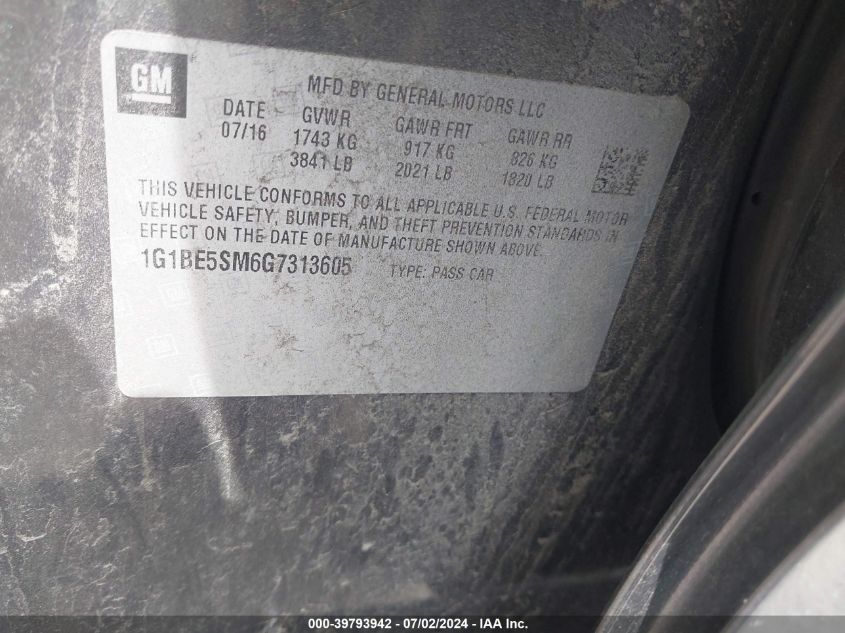 GM
MFD BY GENERAL MOTORS LLC
DATE GVWR GAWR FRT GAWR RR
07/16 1743 KG 917 KG 826 KG
3841 LB 2021 LB 1820 LB
THIS VEHICLE CONFORMS TO ALL APPLICABLE U.S. FEDERAL MOTOR
VEHICLE SAFETY, BUMPER, AND THEFT PREVENTION STANDARDS IN
EFFECT ON THE DATE OF MANUFACTURE SHOWN ABOVE.
1G1BE5SM6G7313605 TYPE: PASS CAR
000-39793942 - 07/02/2024 - IAA Inc.